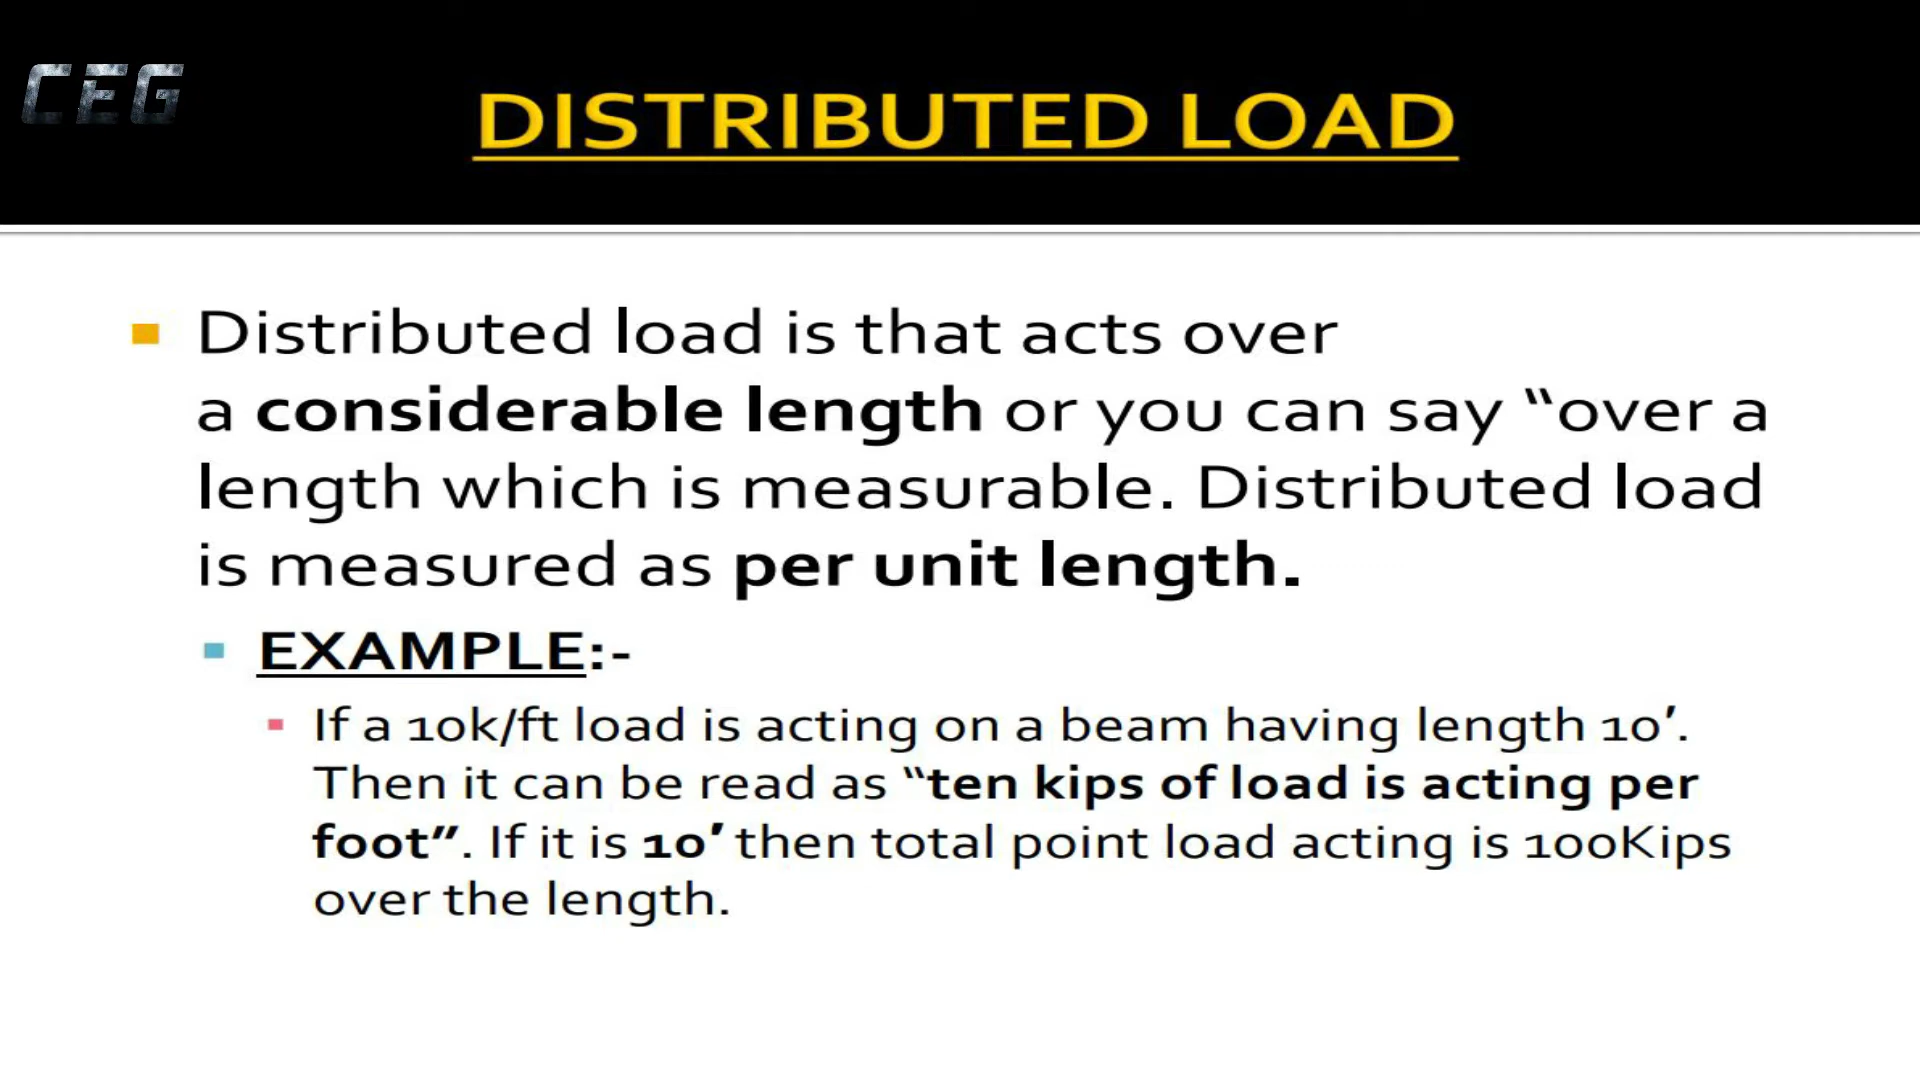 CEG
DISTRIBUTED LOAD
Distributed load is that acts over
a considerable length or you can say “over a
length which is measurable. Distributed load
is measured as per unit length.
EXAMPLE:-
If a 10k/ft load is acting on a beam having length 10′.
Then it can be read as “ten kips of load is acting per
foot”. If it is 10′ then total point load acting is 100Kips
over the length.